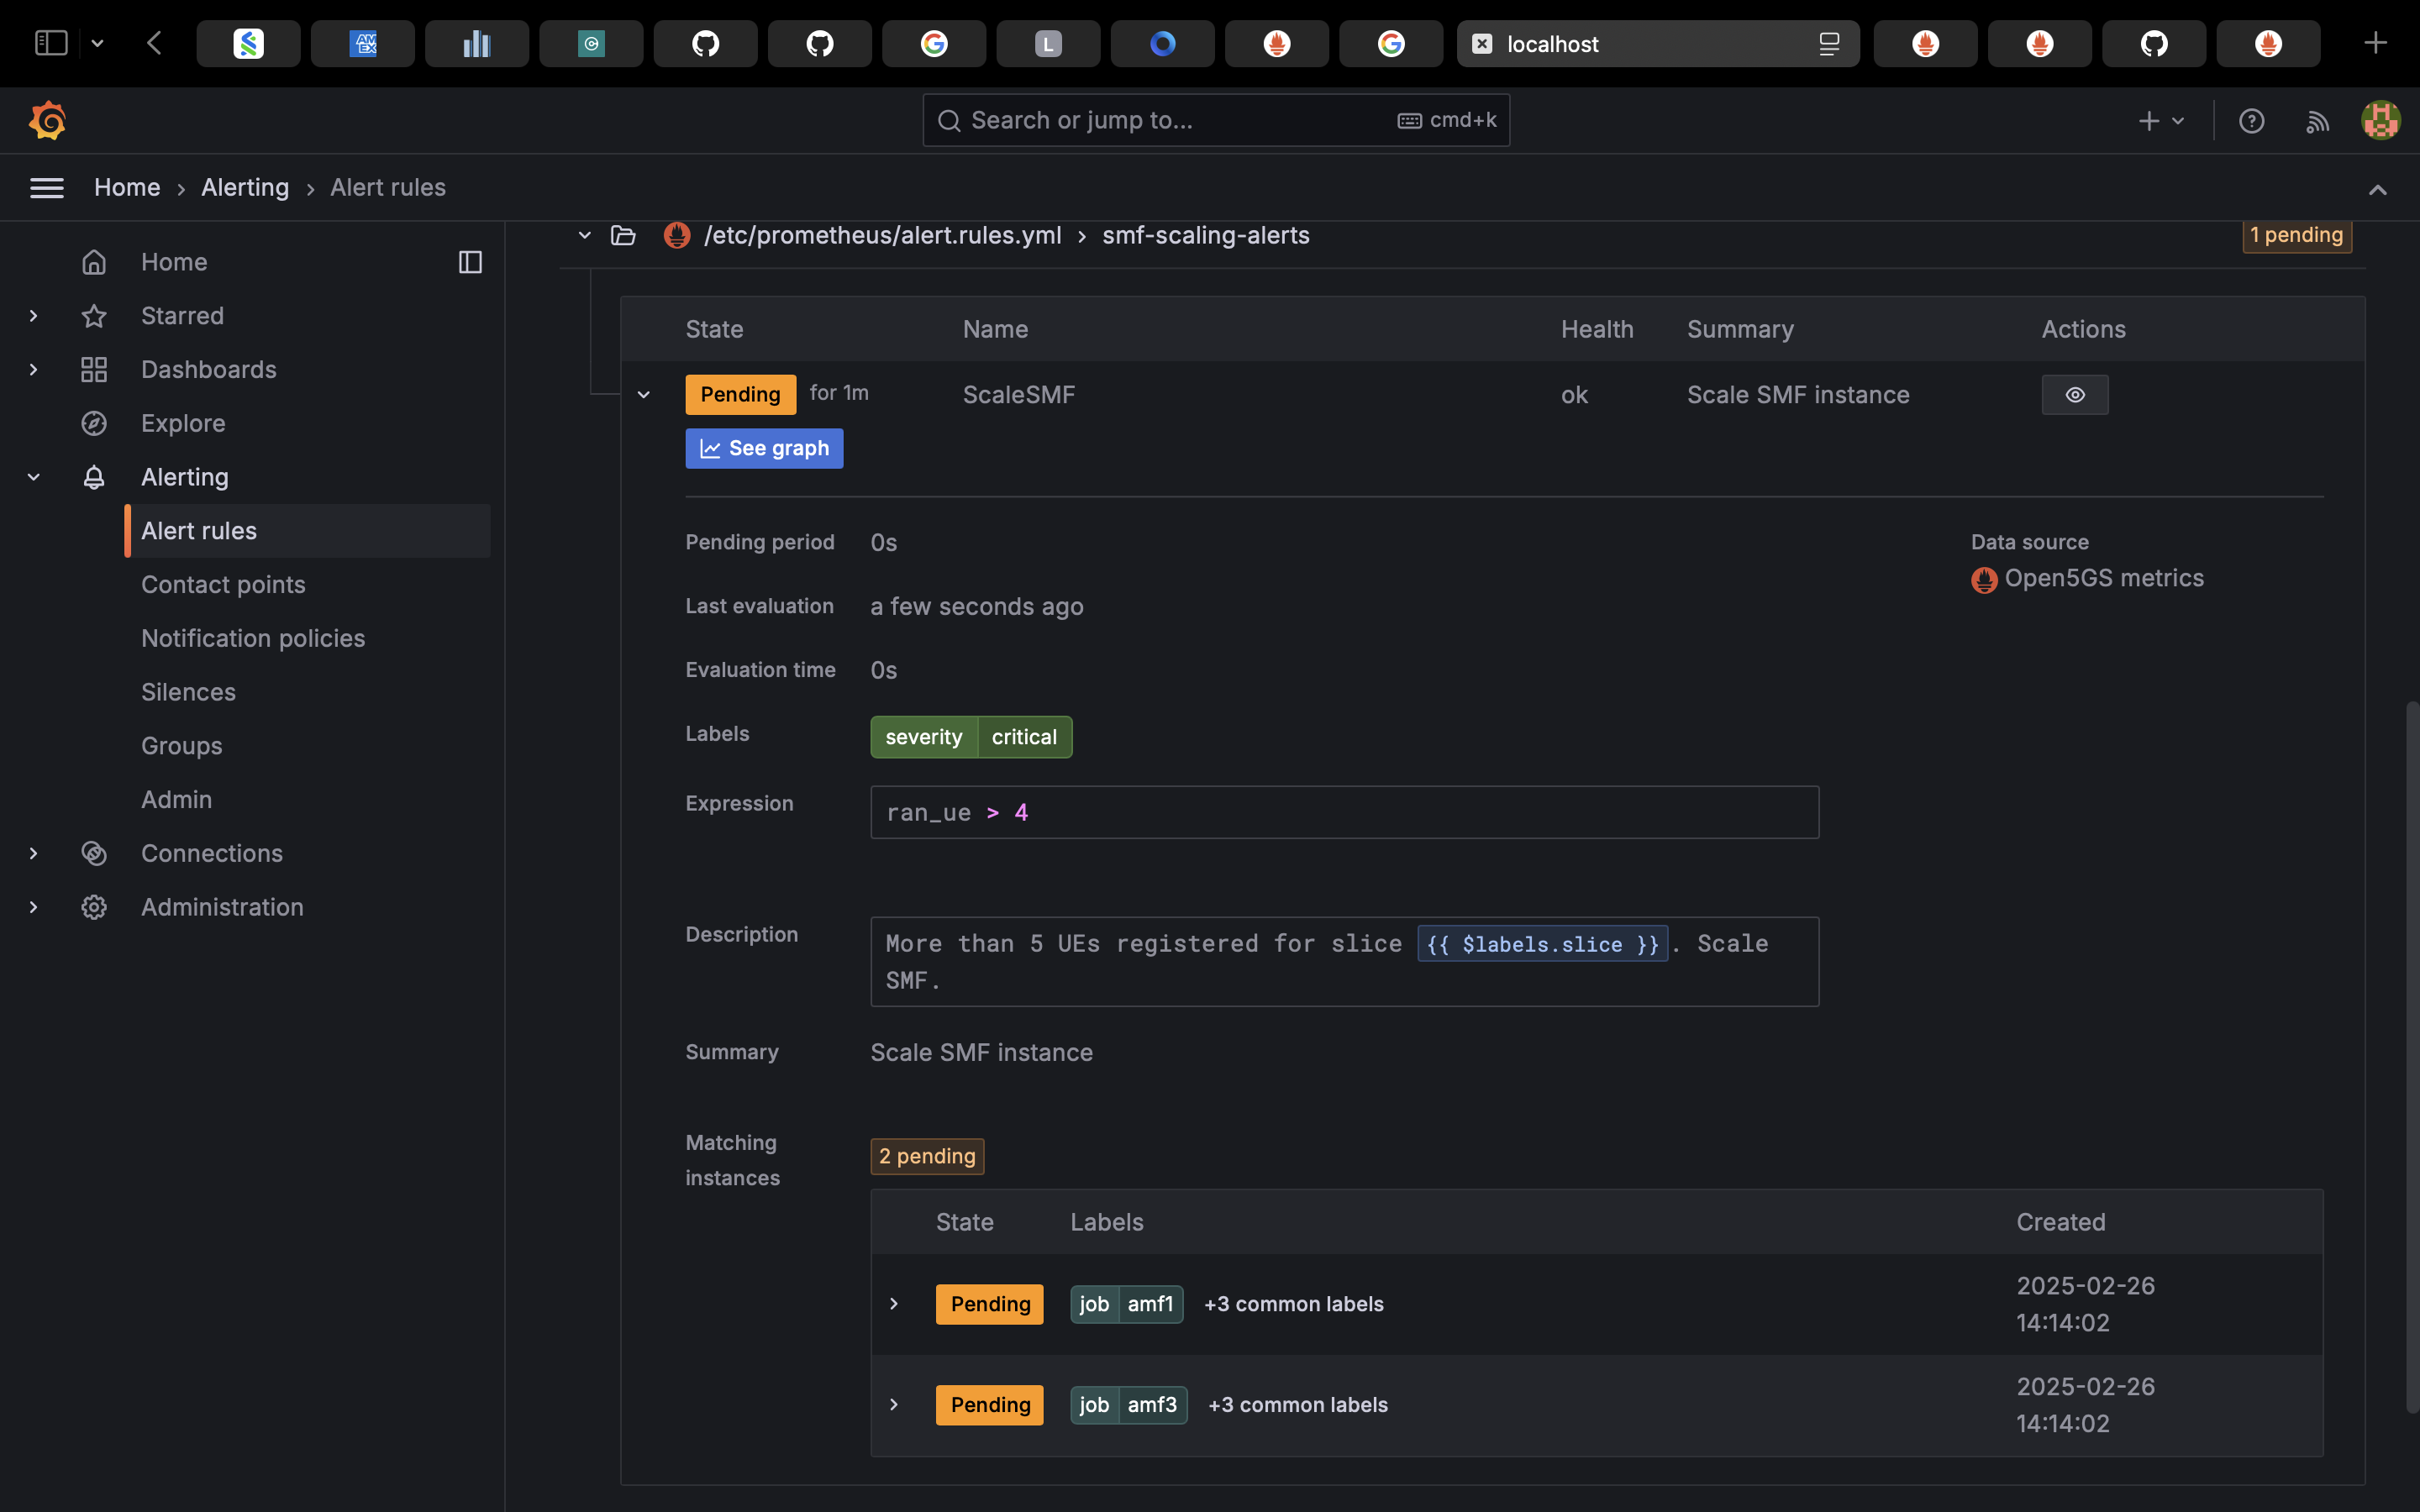 AM
EX
L
localhost
Search or jump to...
cmd+k
Home › Alerting › Alert rules
/etc/prometheus/alert.rules.yml › smf-scaling-alerts
1 pending
Home
Starred
Dashboards
Explore
Alerting
Alert rules
Contact points
Notification policies
Silences
Groups
Admin
Connections
Administration
State Name Health Summary Actions
Pending for 1m ScaleSMF ok Scale SMF instance
See graph
Pending period 0s
Data source
Open5GS metrics
Last evaluation a few seconds ago
Evaluation time 0s
Labels severity critical
Expression ran_ue > 4
Description More than 5 UEs registered for slice {{ $labels.slice }}. Scale
SMF.
Summary Scale SMF instance
Matching
instances
2 pending
State Labels Created
Pending job amf1 +3 common labels 2025-02-26
14:14:02
Pending job amf3 +3 common labels 2025-02-26
14:14:02